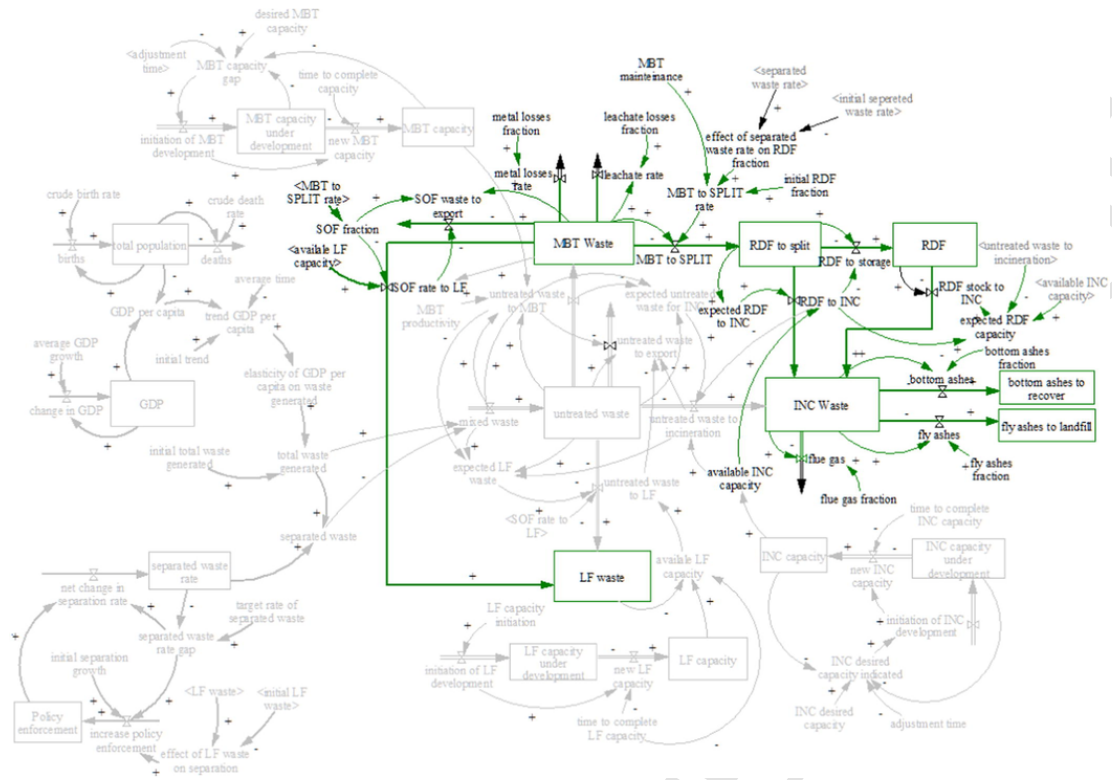 desired MBT
capacity
<adjustment
time>
MBT capacity
gap
time to complete
capacity
MBT capacity
under
development
MBT capacity
initiation of MBT
development
new MBT
capacity
MBT
mainteinance
<separated
waste rate>
<initial sepereted
waste rate>
metal losses
fraction
leachate losses
fraction
effect of separated
waste rate on RDF
fraction
metal losses
rate
leachate rate
MBT to SPLIT
rate
initial RDF
fraction
<MBT to
SPLIT rate>
SOF waste to
export
SOF fraction
<availale LF
capacity>
SOF rate to LF
MBT Waste
MBT to SPLIT
RDF to split
RDF to storage
RDF
<untreated waste to
incineration>
<available INC
capacity>
RDF stock to
INC
expected RDF
capacity
expected RDF
to INC
RDF to INC
crude birth rate
crude death
rate
total population
births
deaths
average time
GDP per capita
trend GDP per
capita
initial trend
average GDP
growth
change in GDP
GDP
elasticity of GDP per
capita on waste
generated
MBT
productivity
untreated waste
to MBT
expected untreated
waste for INC
untreated waste
to export
mixed waste
untreated waste
untreated waste to
incineration
INC Waste
bottom ashes
fraction
bottom ashes
bottom ashes to
recover
fly ashes
fly ashes to landfill
fly ashes
fraction
flue gas
flue gas fraction
available INC
capacity
initial total waste
generated
total waste
generated
expected LF
waste
untreated waste
to LF
<SOF rate to
LF>
separated waste
LF waste
availale LF
capacity
time to complete
INC capacity
INC capacity
new INC
capacity
INC capacity
under
development
initiation of INC
development
INC desired
capacity indicated
INC desired
capacity
adjustment time
separated waste
rate
net change in
separation rate
target rate of
separated waste
separated waste
rate gap
initial separation
growth
Policy
enforcement
increase policy
enforcement
<LF waste>
<initial LF
waste>
effect of LF waste
on separation
LF capacity
initiation
initiation of LF
development
LF capacity
under
development
new LF
capacity
LF capacity
time to complete
LF capacity